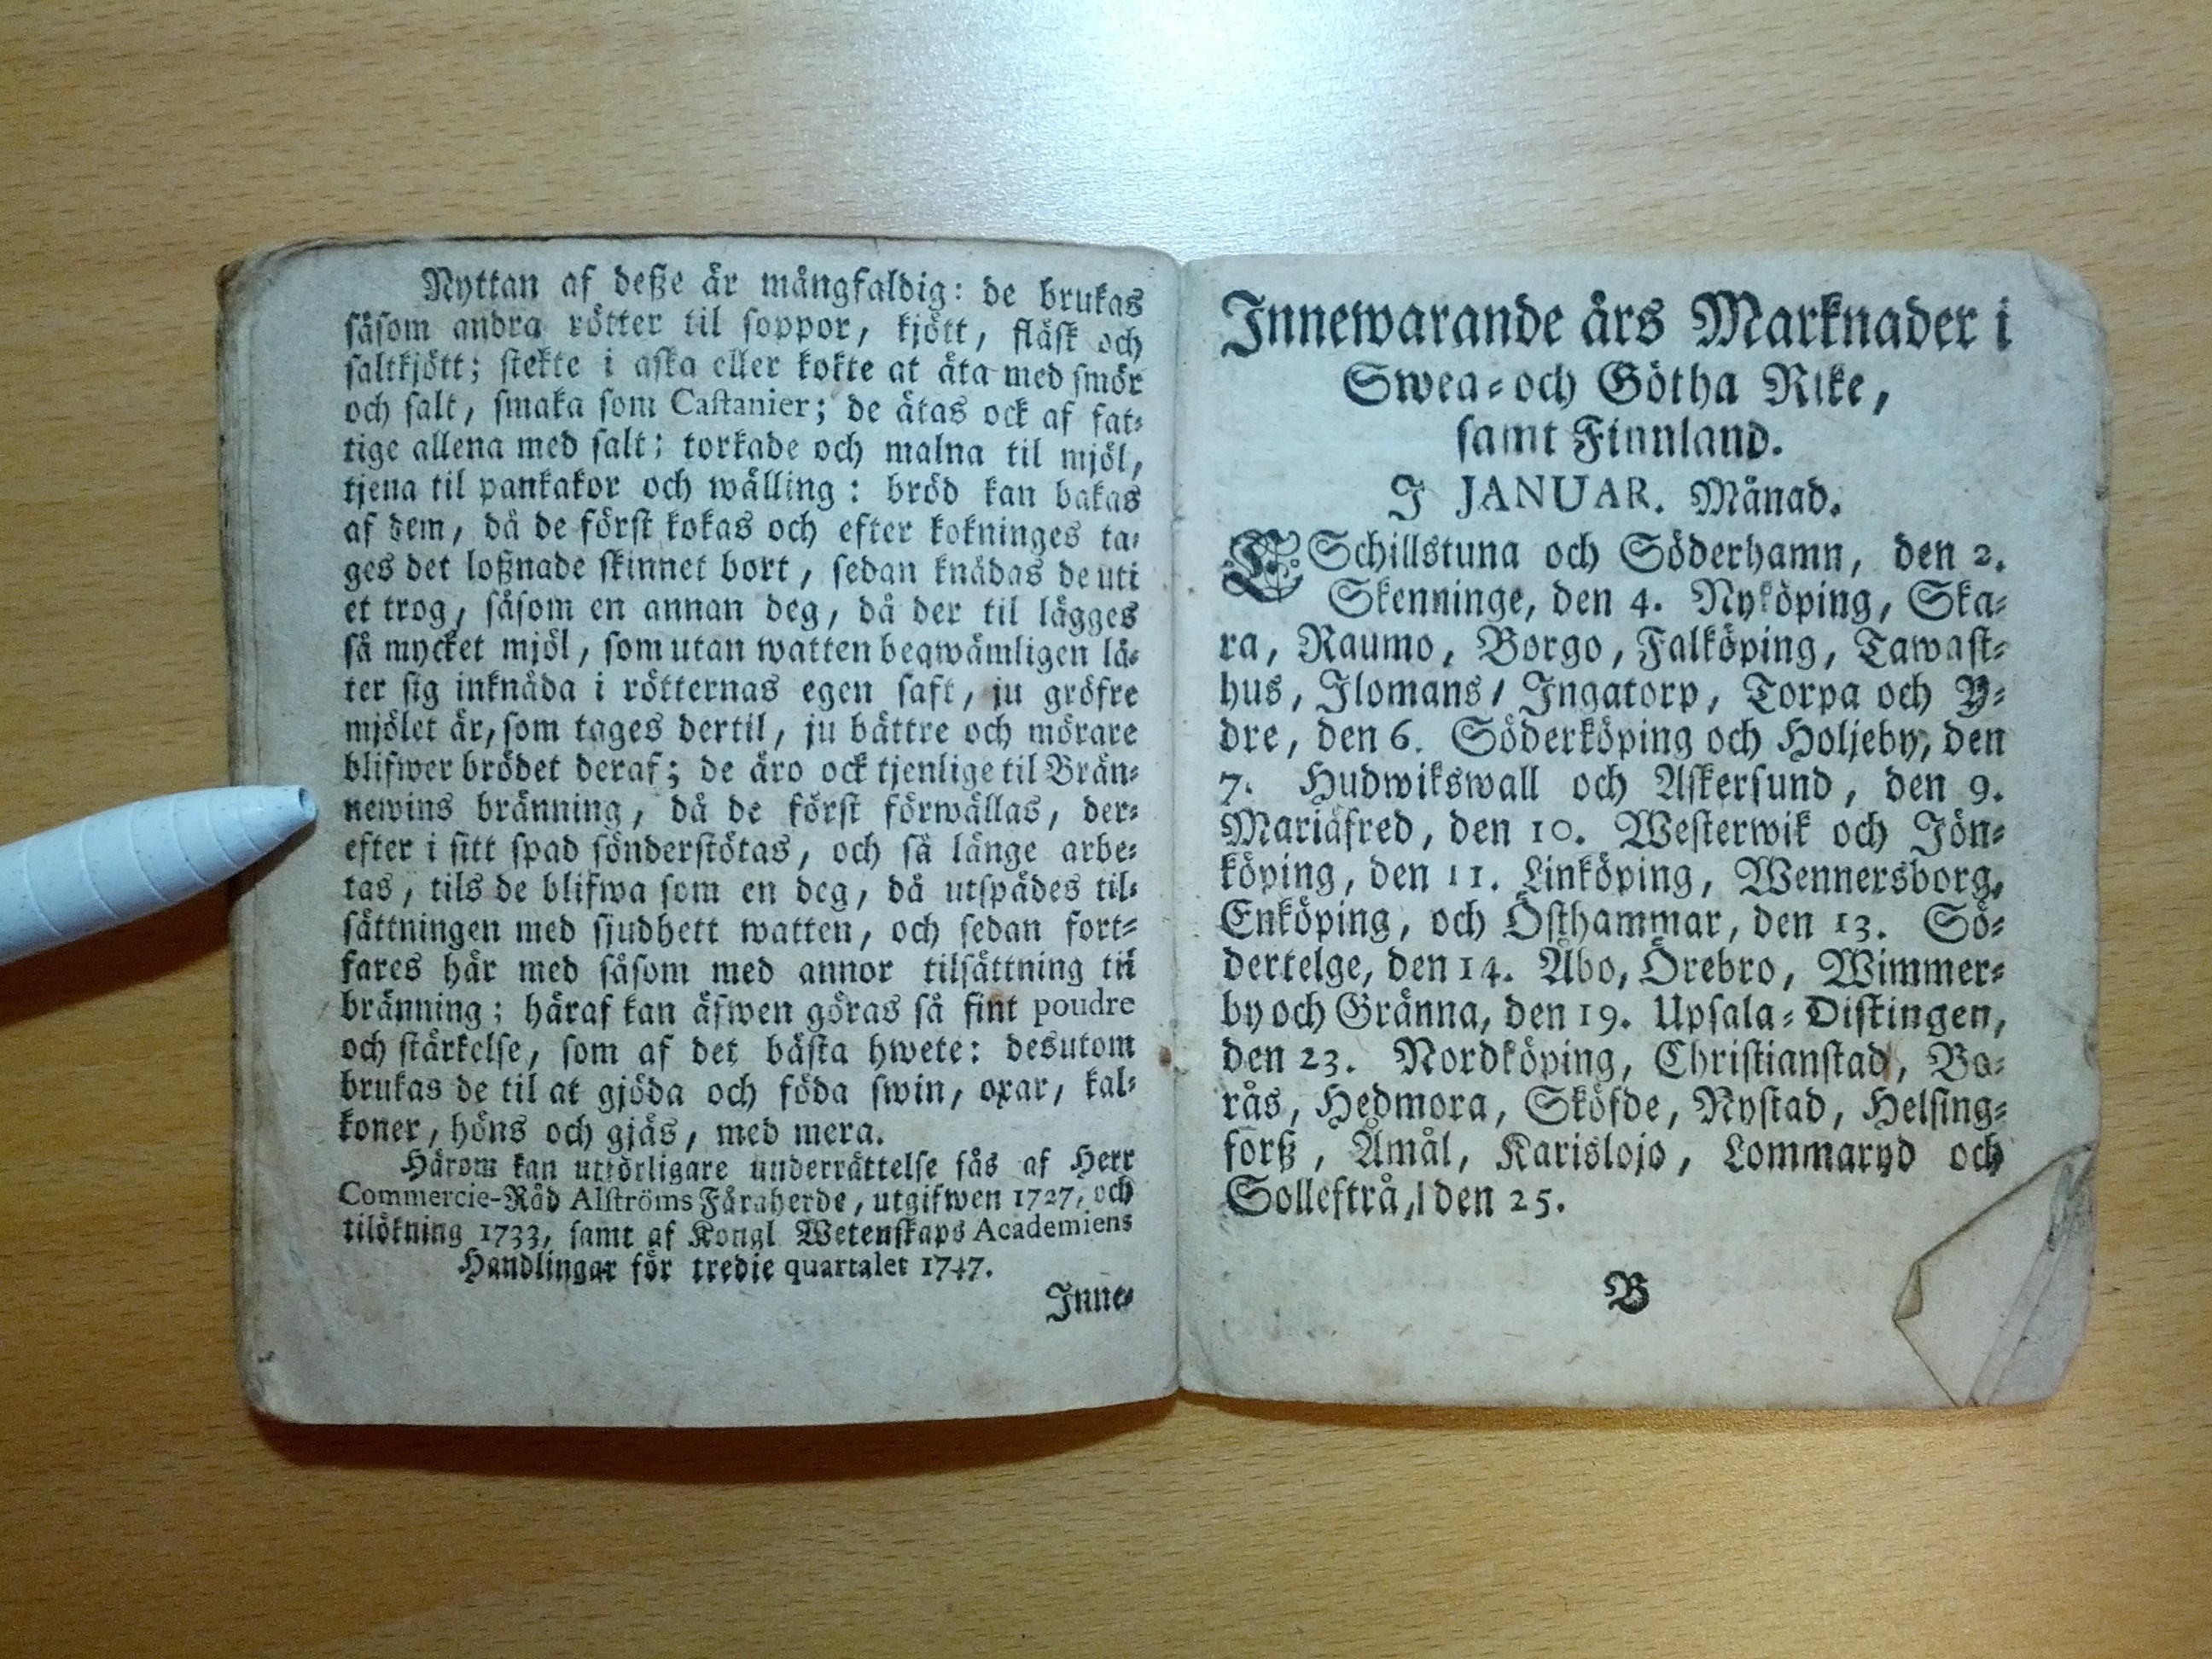 Nyttan af deße är mångfaldig: de brukas
såsom andra rötter til soppor, kjött, fläsk och
saltkjött; stekte i aska eller kokte at äta med smör
och salt, smaka som Castanier; de ätas ock af fat⸗
tige allena med salt; torkade och malna til mjöl,
tjena til pankakor och wälling: bröd kan bakas
af dem, då de först kokas och efter kokninges ta⸗
ges det loßnade skinnet bort, sedan knådas de uti
et trog, såsom en annan deg, då der til lägges
så mycket mjöl, som utan watten beqwämligen lå⸗
ter sig inknåda i rötternas egen saft, ju gröfre
mjölet är, som tages dertil, ju bättre och mörare
blifwer brödet deraf; de äro ock tjenlige til Brän⸗
newins bränning, då de först förwällas, der⸗
efter i sitt spad sönderstötas, och så länge arbe⸗
tas, tils de blifwa som en deg, då utspädes til⸗
sättningen med sjudhett watten, och sedan fort⸗
fares här med såsom med annor tilsättning til
bränning; häraf kan äfwen göras så fint poudre
och stärkelse, som af det bästa hwete: desutom
brukas de til at gjöda och föda swin, oxar, kal⸗
koner, höns och gjäs, med mera.
Härom kan utförligare underrättelse fås af Herr
Commercie-Råd Alströms Fåraherde, utgifwen 1727, och
tilökning 1733, samt af Kongl Wetenskaps Academiens
Handlingar för tredie quartalet 1747.
Inne⸗
Innewarande års Marknader i
Swea⸗och Götha Rike,
samt Finnland.
I JANUAR. Månad.
ESchillstuna och Söderhamn, den 2.
Skenninge, den 4. Nyköping, Ska⸗
ra, Raumo, Borgo, Falköping, Tawast⸗
hus, Ilomans/ Ingatorp, Torpa och Y⸗
dre, den 6. Söderköping och Holjeby, den
7. Hudwikswall och Askersund, den 9.
Mariäfred, den 10. Westerwik och Jön⸗
köping, den 11. Linköping, Wennersborg,
Enköping, och Östhammar, den 13. Sö⸗
dertelge, den 14. Åbo, Örebro, Wimmer⸗
by och Gränna, den 19. Upsala⸗Distingen,
den 23. Nordköping, Christianstad, Bo⸗
rås, Hedmora, Sköfde, Nystad, Helsing⸗
forß, Åmål, Karislojo, Lommaryd och
Solleftrå, den 25.
B